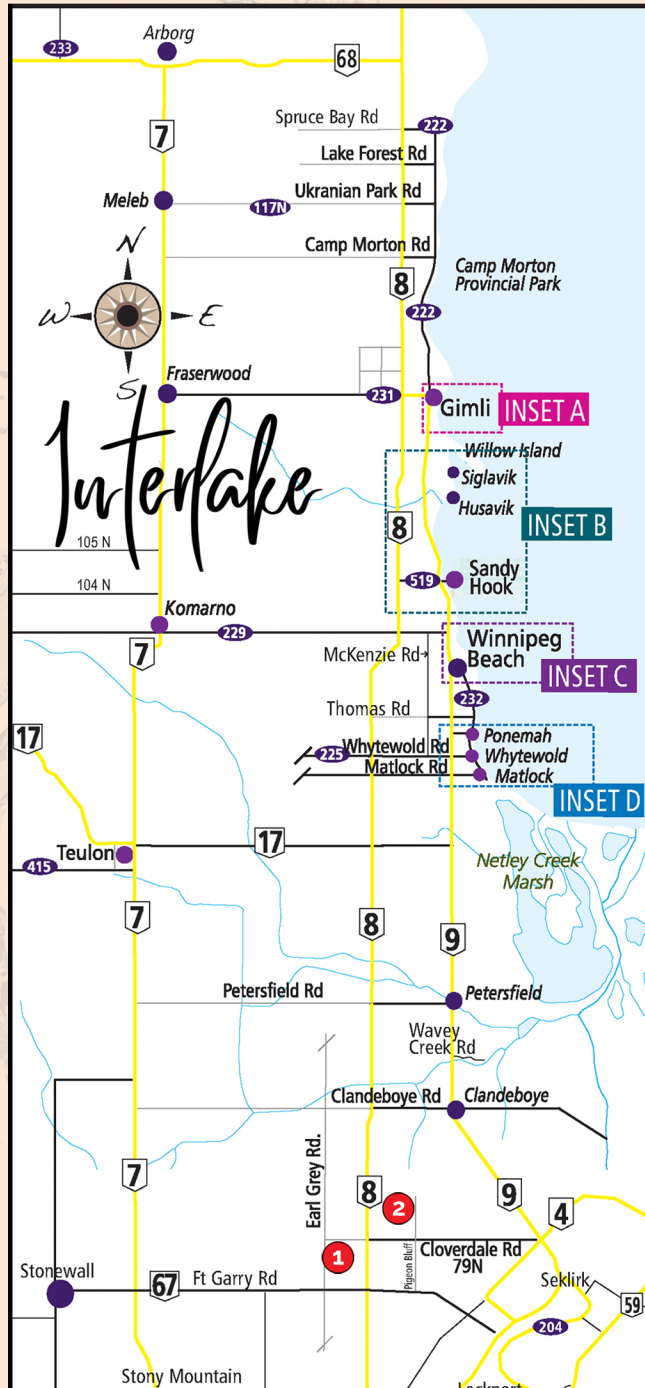 Arborg
233
68
Spruce Bay Rd
222
7
Lake Forest Rd
Ukranian Park Rd
Meleb
117N
N
Camp Morton Rd
Camp Morton
Provincial Park
8
W
E
222
S
Fraserwood
231
Gimli
INSET A
Interlake
Willow Island
Siglavik
Husavik
8
INSET B
105 N
519
Sandy
Hook
104 N
Komarno
229
7
McKenzie Rd
Winnipeg
Beach
INSET C
232
Thomas Rd
17
Ponemah
225
Whytewold Rd
Whytewold
Matlock Rd
Matlock
INSET D
17
Teulon
415
Netley Creek
Marsh
7
8
9
Petersfield Rd
Petersfield
Wavey
Creek Rd
Clandeboye Rd
Clandeboye
Earl Grey Rd.
7
8
9
4
2
1
Cloverdale Rd
79N
Pigeon Bluff
Stonewall
67
Ft Garry Rd
Selkirk
59
204
Stony Mountain
Lockport